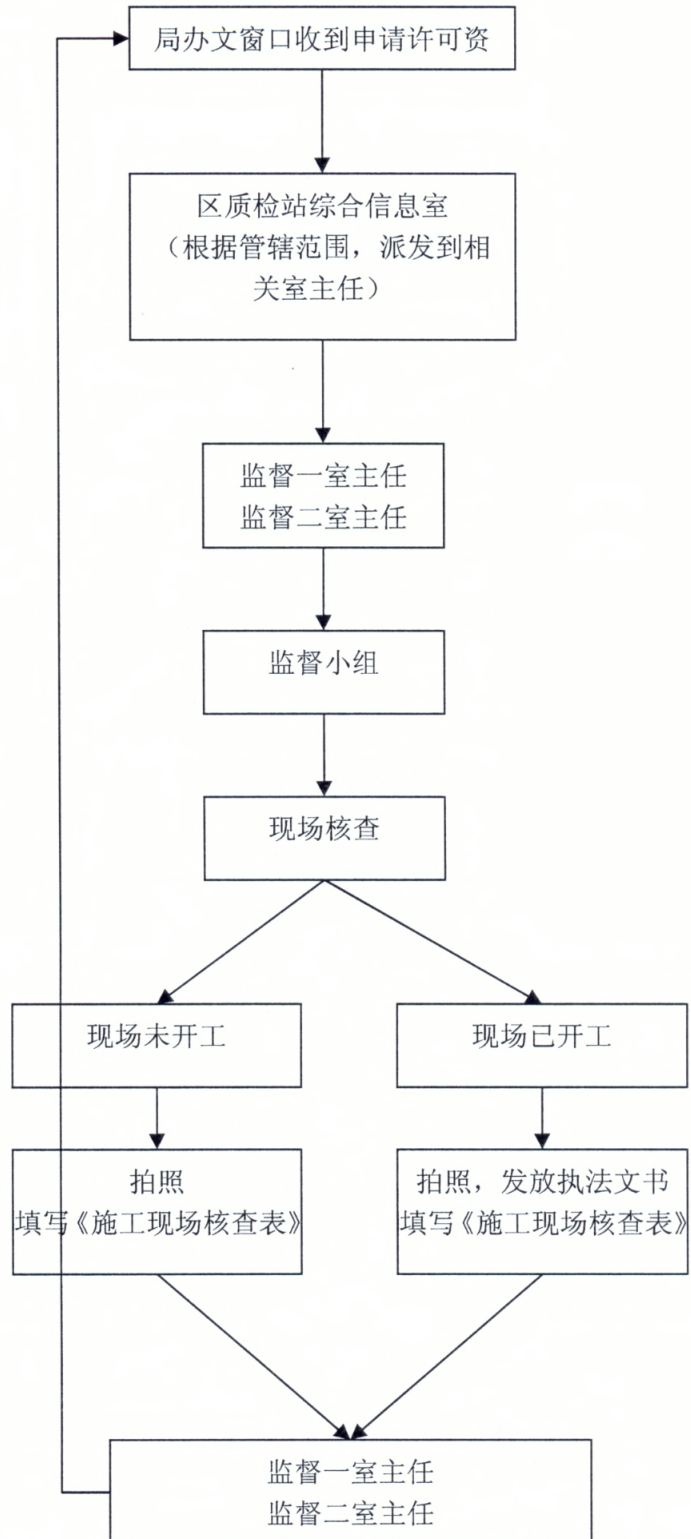 局办文窗口收到申请许可资
区质检站综合信息室
（根据管辖范围，派发到相
关室主任）
监督一室主任
监督二室主任
监督小组
现场核查
现场未开工
现场已开工
拍照
填写《施工现场核查表》
拍照，发放执法文书
填写《施工现场核查表》
监督一室主任
监督二室主任